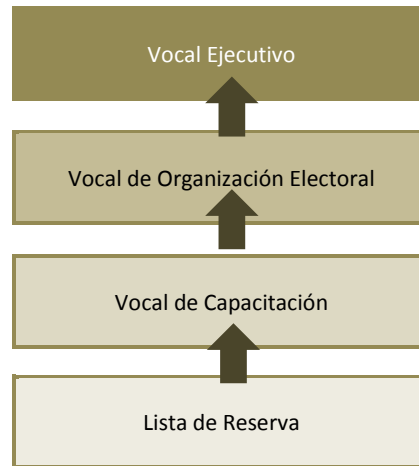 Vocal Ejecutivo
Vocal de Organización Electoral
Vocal de Capacitación
Lista de Reserva